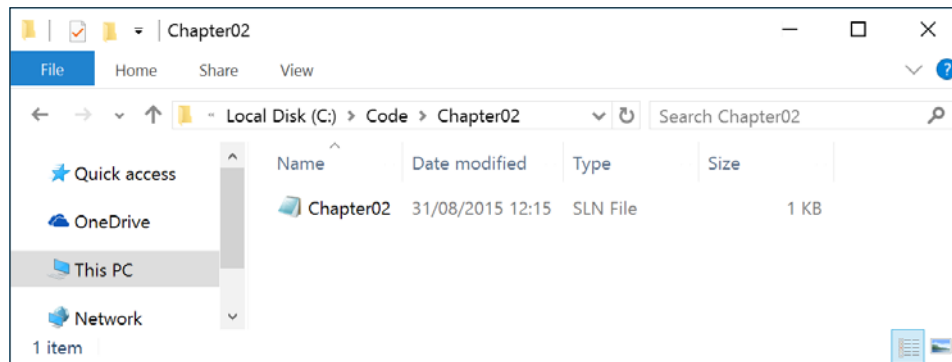 Chapter02
File Home Share View
Local Disk (C:) > Code > Chapter02 Search Chapter02
Name Date modified Type Size
Quick access
Chapter02 31/08/2015 12:15 SLN File 1 KB
OneDrive
This PC
Network
1 item